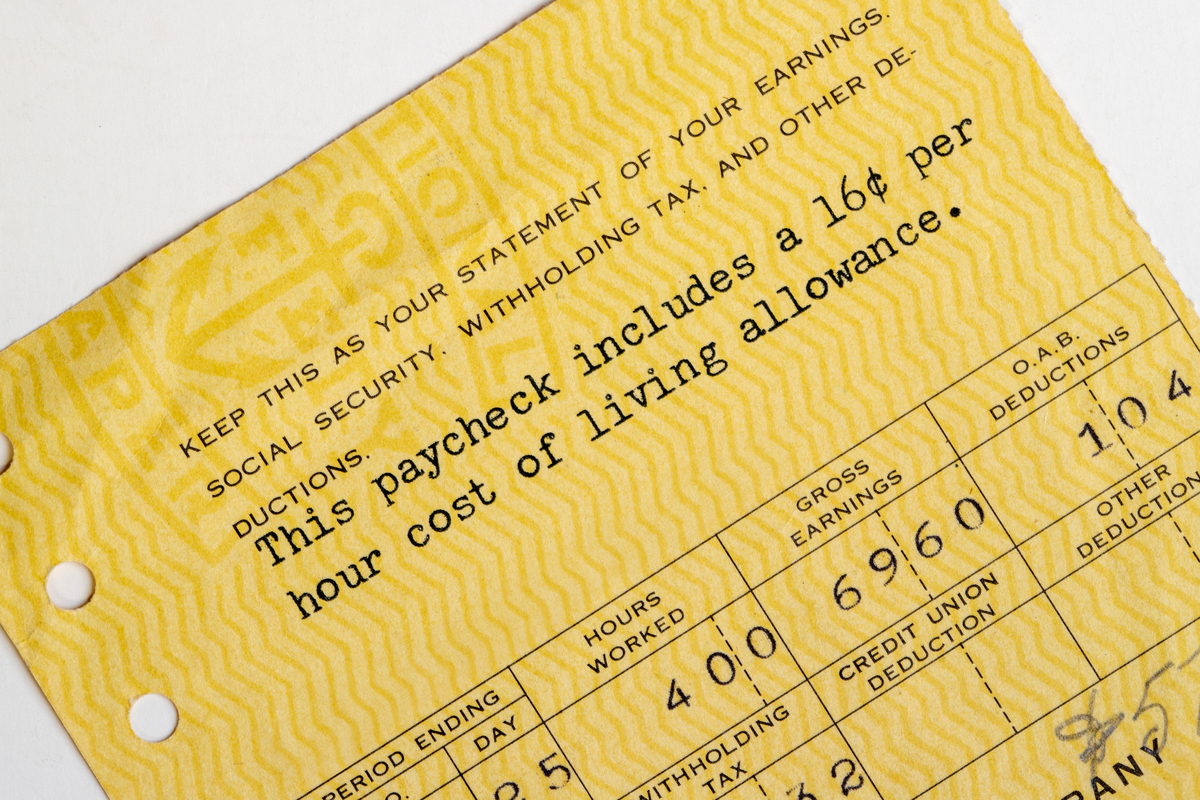 KEEP THIS AS YOUR STATEMENT OF YOUR EARNINGS.
SOCIAL SECURITY, WITHHOLDING TAX, AND OTHER DE-
DUCTIONS.
This paycheck includes a 16¢ per
hour cost of living allowance.
O.A.B.
DEDUCTIONS
104
GROSS
EARNINGS
6960
OTHER
DEDUCTION
HOURS
WORKED
400
CREDIT UNION
DEDUCTION
PERIOD ENDING
DAY
25
WITHHOLDING
TAX
32
$5
PANY